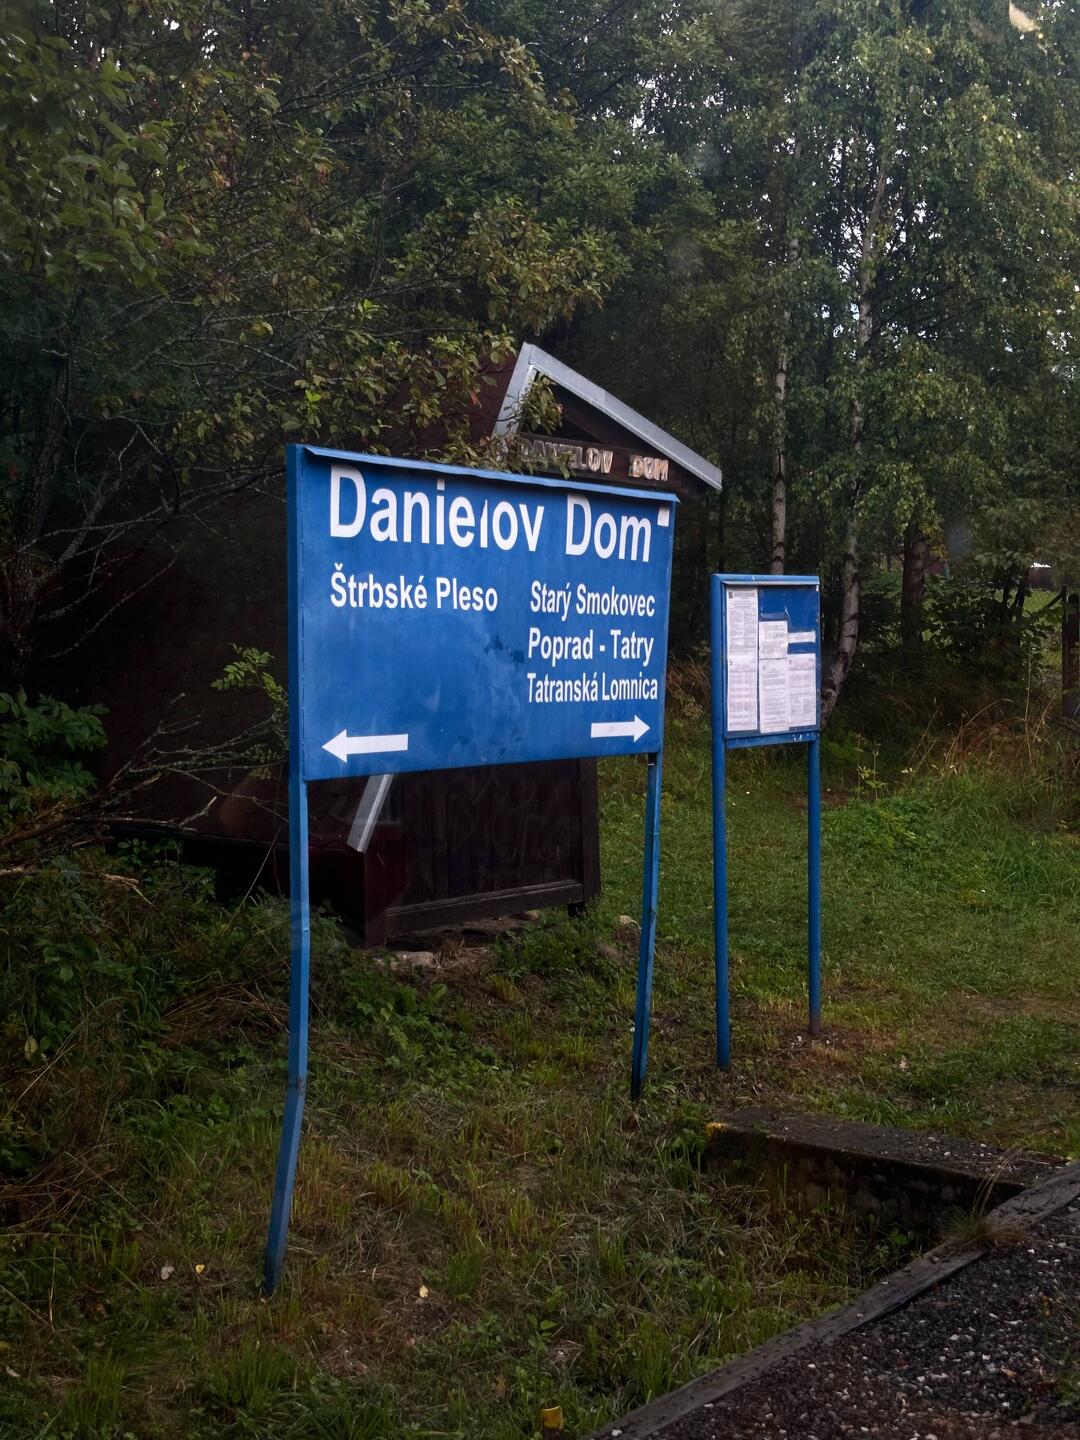 DANIELOV DOM
Danielov Dom
Štrbské Pleso
Starý Smokovec
Poprad - Tatry
Tatranská Lomnica